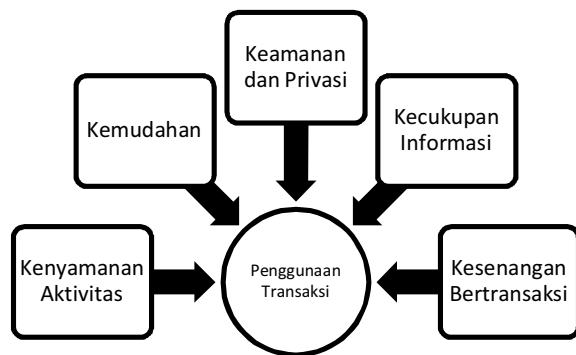 Keamanan
dan Privasi
Kemudahan
Kecukupan
Informasi
Kenyamanan
Aktivitas
Penggunaan
Transaksi
Kesenangan
Bertransaksi